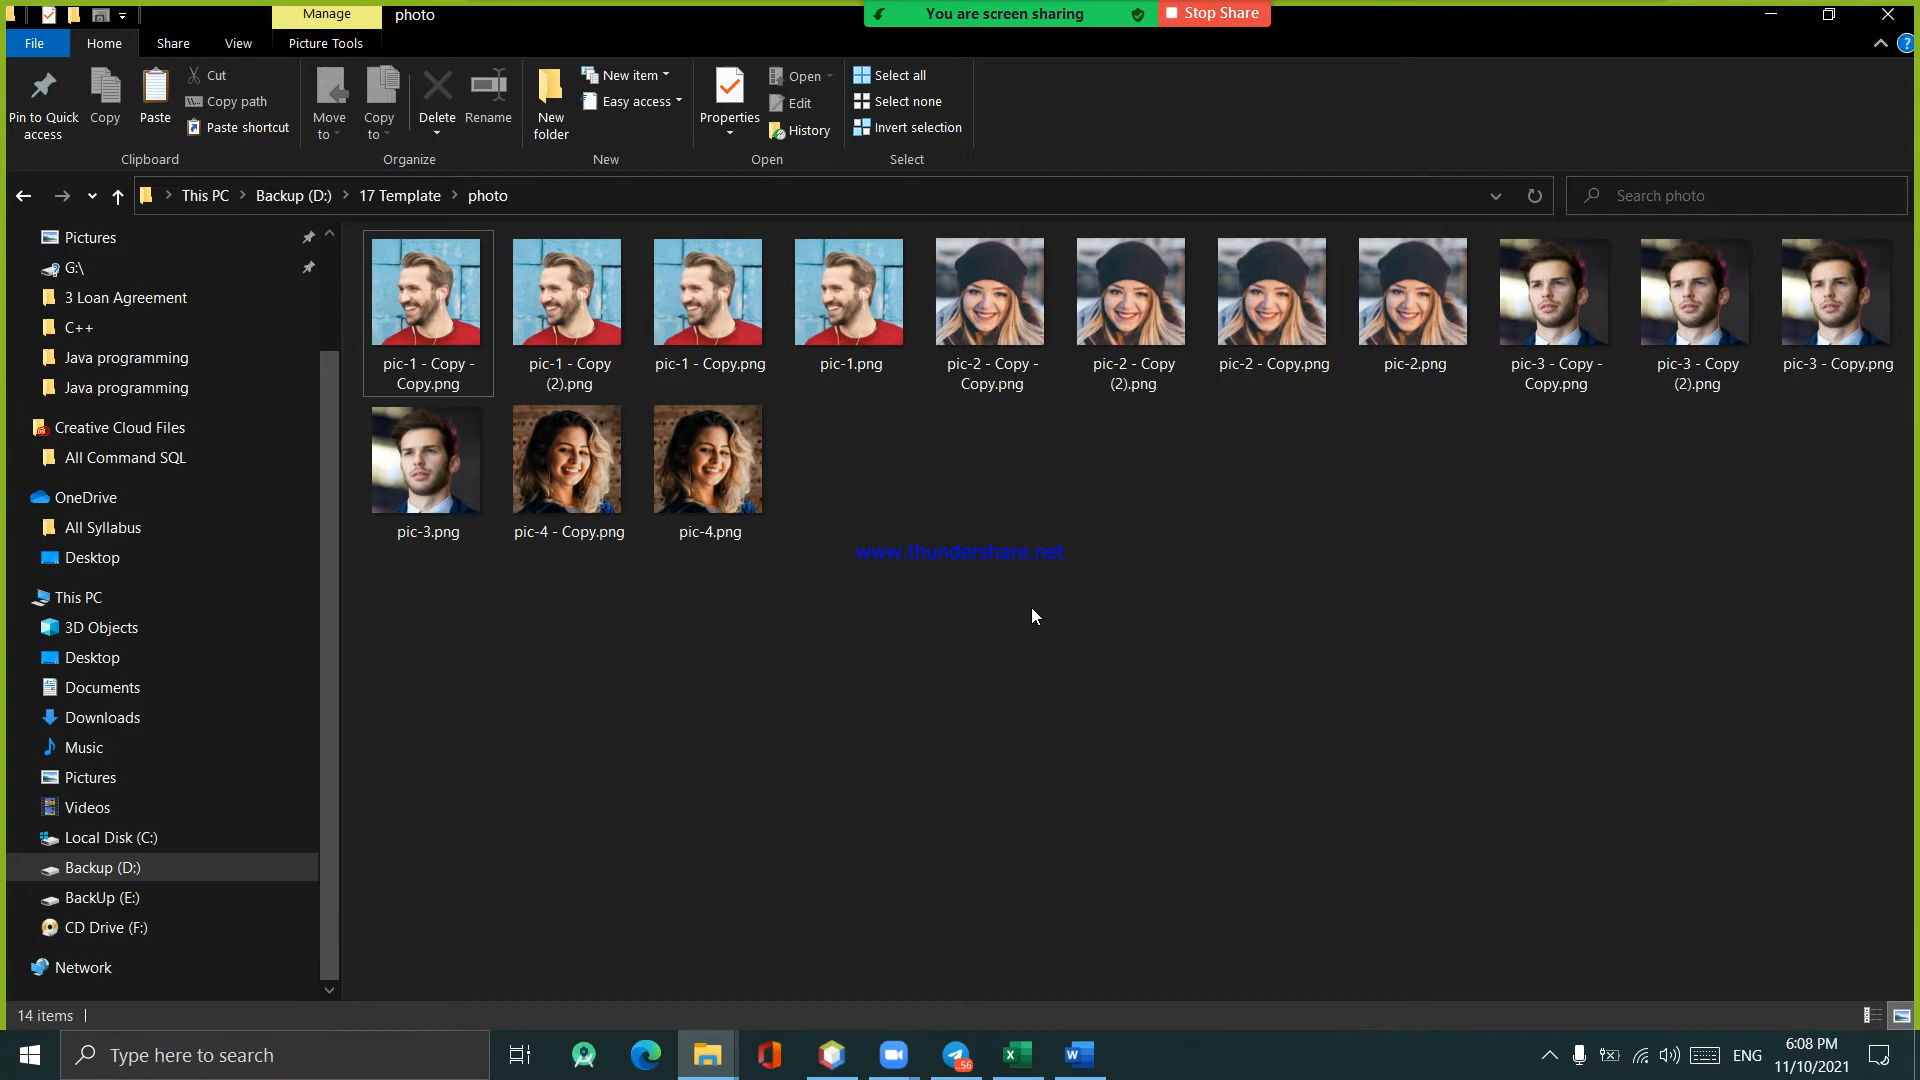 Manage
photo
You are screen sharing
Stop Share
File
Home
Share
View
Picture Tools
Pin to Quick access
Copy
Paste
Cut
Copy path
Paste shortcut
Move to
Copy to
Delete
Rename
New folder
New item
Easy access
Properties
Open
Edit
History
Select all
Select none
Invert selection
Clipboard
Organize
New
Open
Select
This PC
Backup (D:)
17 Template
photo
Search photo
Pictures
G:\
3 Loan Agreement
C++
Java programming
Java programming
Creative Cloud Files
All Command SQL
OneDrive
All Syllabus
Desktop
This PC
3D Objects
Desktop
Documents
Downloads
Music
Pictures
Videos
Local Disk (C:)
Backup (D:)
BackUp (E:)
CD Drive (F:)
Network
pic-1 - Copy -
Copy.png
pic-1 - Copy
(2).png
pic-1 - Copy.png
pic-1.png
pic-2 - Copy -
Copy.png
pic-2 - Copy
(2).png
pic-2 - Copy.png
pic-2.png
pic-3 - Copy -
Copy.png
pic-3 - Copy
(2).png
pic-3 - Copy.png
pic-3.png
pic-4 - Copy.png
pic-4.png
www.thundershare.net
14 items
Type here to search
56
ENG
6:08 PM
11/10/2021